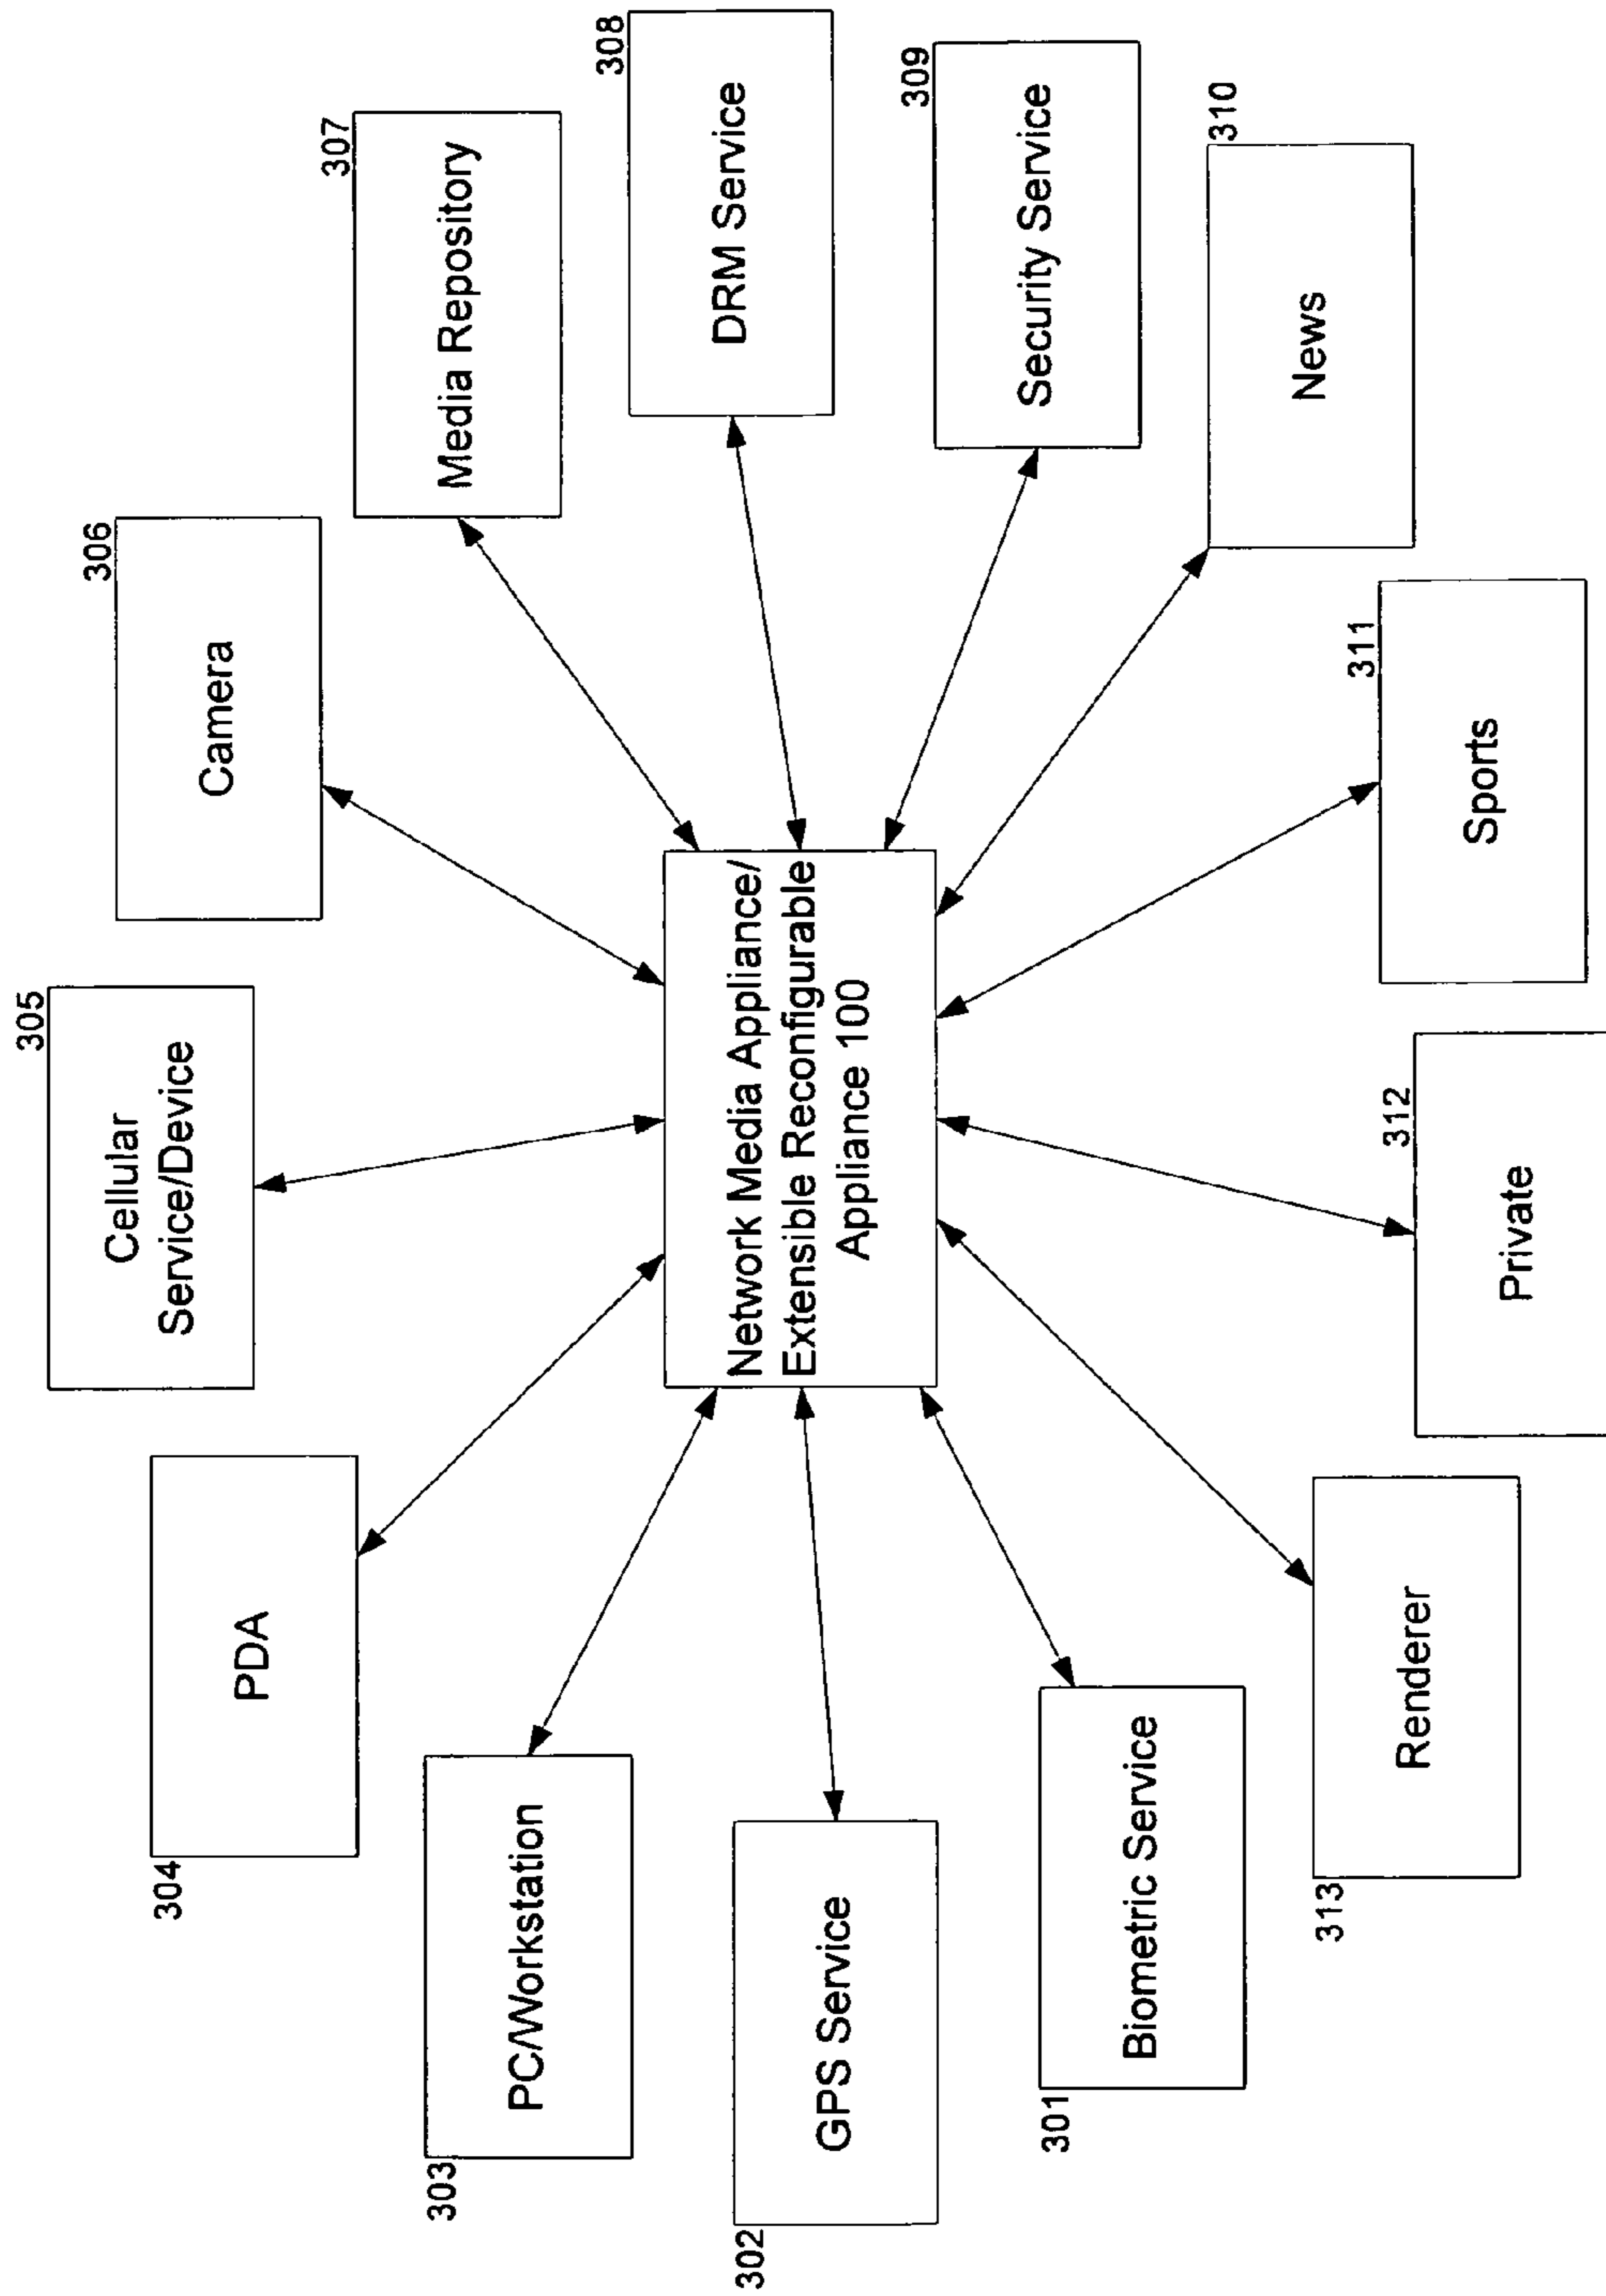 305
Cellular
Service/Device
306
Camera
304
PDA
307
Media Repository
303
PC/Workstation
308
DRM Service
Network Media Appliance/
Extensible Reconfigurable
Appliance 100
302
GPS Service
309
Security Service
301
Biometric Service
310
News
313
Renderer
311
Sports
312
Private